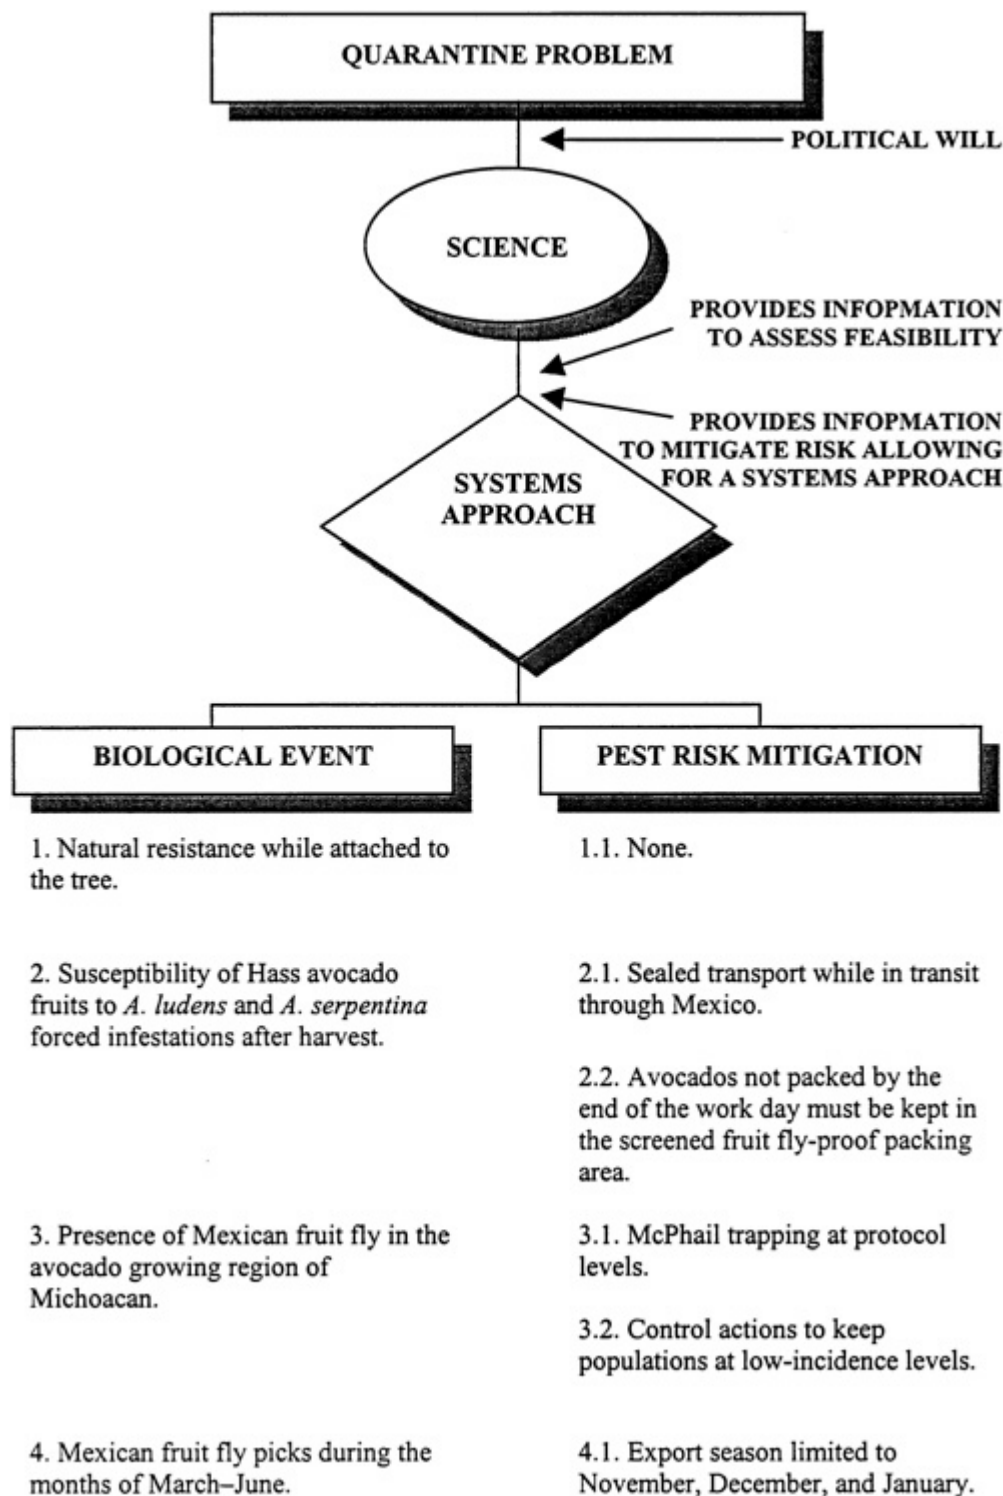 QUARANTINE PROBLEM
POLITICAL WILL
SCIENCE
PROVIDES INFOPMATION
TO ASSESS FEASIBILITY
PROVIDES INFOPMATION
TO MITIGATE RISK ALLOWING
FOR A SYSTEMS APPROACH
SYSTEMS
APPROACH
BIOLOGICAL EVENT
PEST RISK MITIGATION
1. Natural resistance while attached to
the tree.
1.1. None.
2. Susceptibility of Hass avocado
fruits to A. ludens and A. serpentina
forced infestations after harvest.
2.1. Sealed transport while in transit
through Mexico.
2.2. Avocados not packed by the
end of the work day must be kept in
the screened fruit fly-proof packing
area.
3. Presence of Mexican fruit fly in the
avocado growing region of
Michoacan.
3.1. McPhail trapping at protocol
levels.
3.2. Control actions to keep
populations at low-incidence levels.
4. Mexican fruit fly picks during the
months of March–June.
4.1. Export season limited to
November, December, and January.